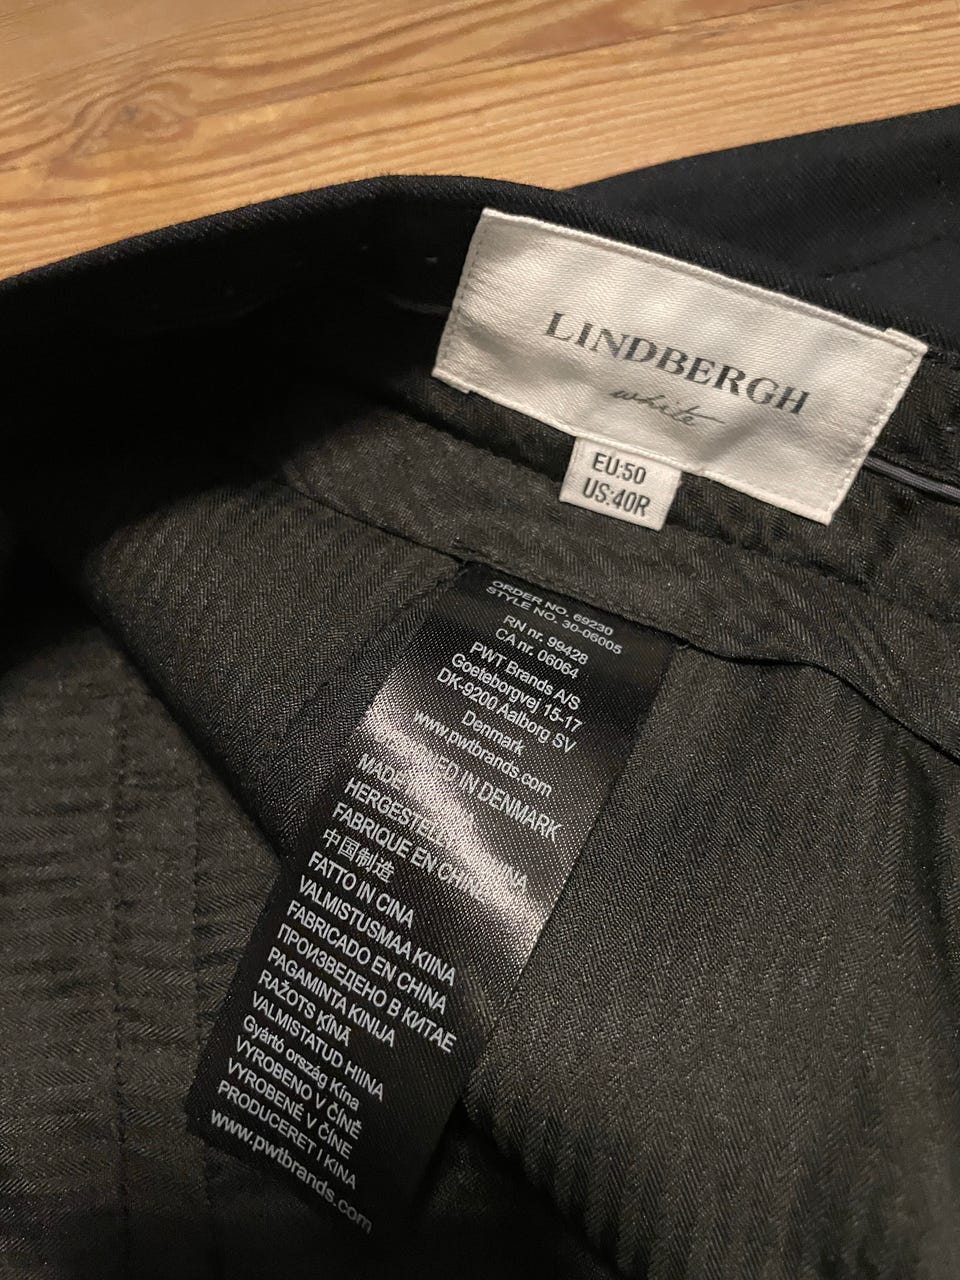 LINDBERGH
white
EU:50
US:40R
ORDER NO. 69230
STYLE NO. 30-06005
RN nr. 99428
CA nr. 06064
PWT Brands A/S
Goeteborgvej 15-17
DK-9200 Aalborg SV
Denmark
www.pwtbrands.com
IN DENMARK
MADE
FABRIQUE EN
中国制造
FATTO IN CINA
VALMISTUSMAA KIINA
FABRICADO EN CHINA
ПРОИЗВЕДЕНО В КИТАЕ
PAGAMINTA KINIJA
RAŽOTS ĶĪNĀ
VALMISTATUD HIINA
Gyártó ország Kína
VYROBENO V ČÍNĚ
VYROBENÉ V ČÍNE
PRODUCERET I KINA
www.pwtbrands.com